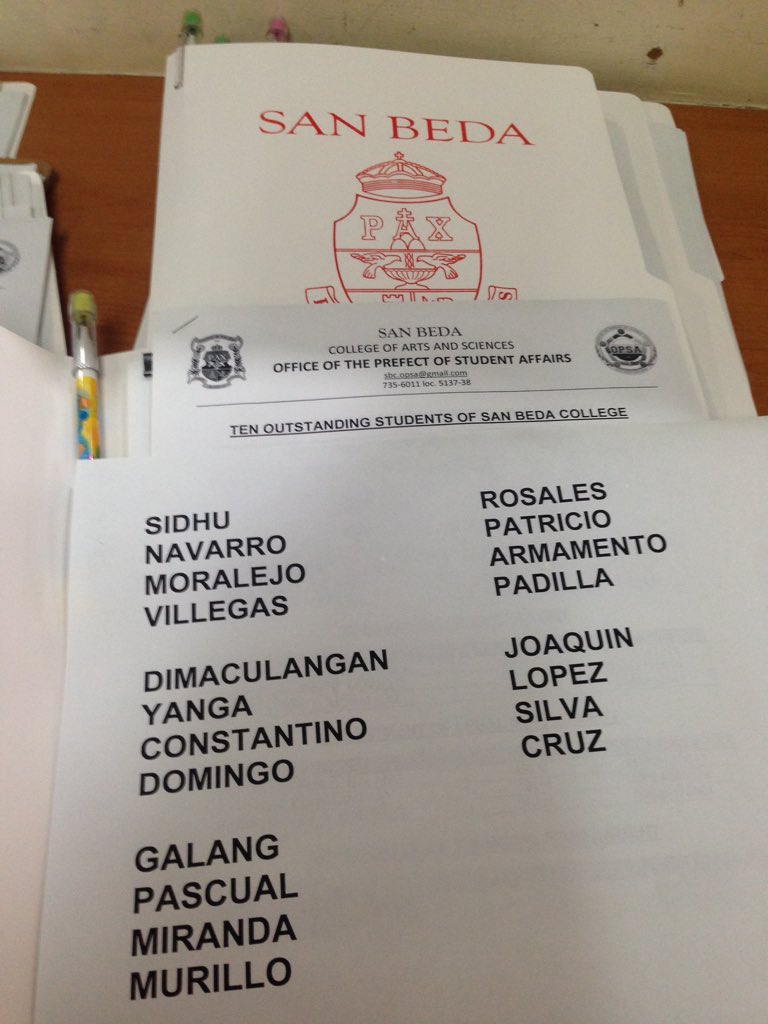 SAN BEDA
PAX
SAN BEDA
COLLEGE OF ARTS AND SCIENCES
OFFICE OF THE PREFECT OF STUDENT AFFAIRS
sbc.opsa@gmail.com
735-6011 loc. 5137-38
OPSA
TEN OUTSTANDING STUDENTS OF SAN BEDA COLLEGE
SIDHU
NAVARRO
MORALEJO
VILLEGAS
DIMACULANGAN
YANGA
CONSTANTINO
DOMINGO
GALANG
PASCUAL
MIRANDA
MURILLO
ROSALES
PATRICIO
ARMAMENTO
PADILLA
JOAQUIN
LOPEZ
SILVA
CRUZ